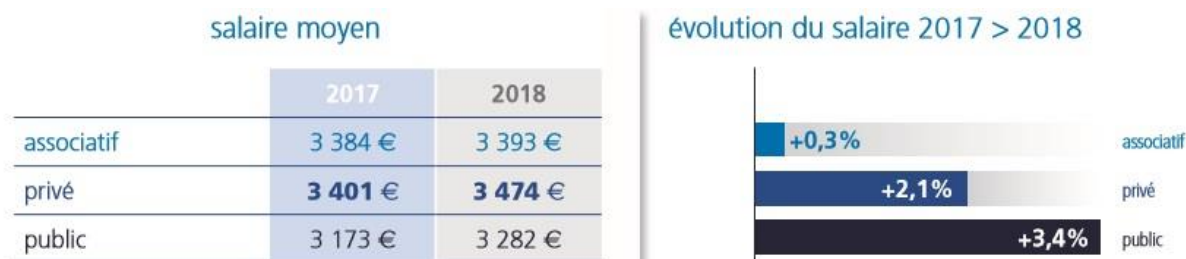 salaire moyen
2017 2018
associatif 3 384 € 3 393 €
privé 3 401 € 3 474 €
public 3 173 € 3 282 €
évolution du salaire 2017 > 2018
+0,3% associatif
+2,1% privé
+3,4% public